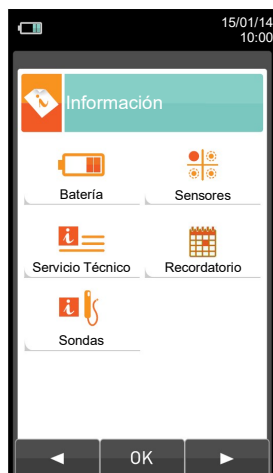 15/01/14
10:00
Información
Batería
Sensores
Servicio Técnico
Recordatorio
Sondas
OK